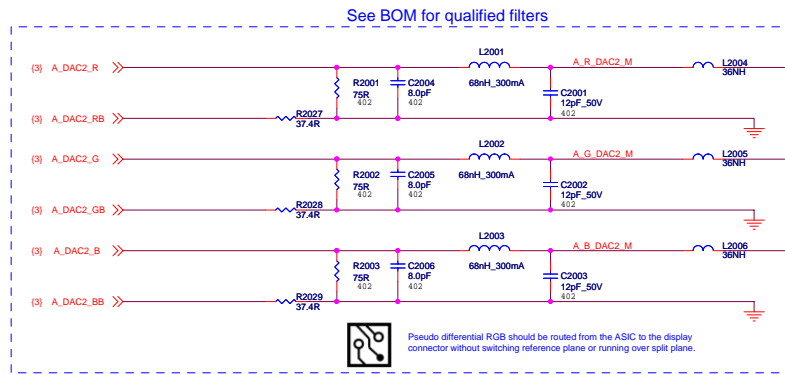 See BOM for qualified filters
{3} A_DAC2_R
R2001
75R
402
C2004
8.0pF
402
L2001
68nH_300mA
A_R_DAC2_M
C2001
12pF_50V
402
L2004
36NH
{3} A_DAC2_RB
R2027
37.4R
{3} A_DAC2_G
R2002
75R
402
C2005
8.0pF
402
L2002
68nH_300mA
A_G_DAC2_M
C2002
12pF_50V
402
L2005
36NH
{3} A_DAC2_GB
R2028
37.4R
{3} A_DAC2_B
R2003
75R
402
C2006
8.0pF
402
L2003
68nH_300mA
A_B_DAC2_M
C2003
12pF_50V
402
L2006
36NH
{3} A_DAC2_BB
R2029
37.4R
Pseudo differential RGB should be routed from the ASIC to the display
connector without switching reference plane or running over split plane.